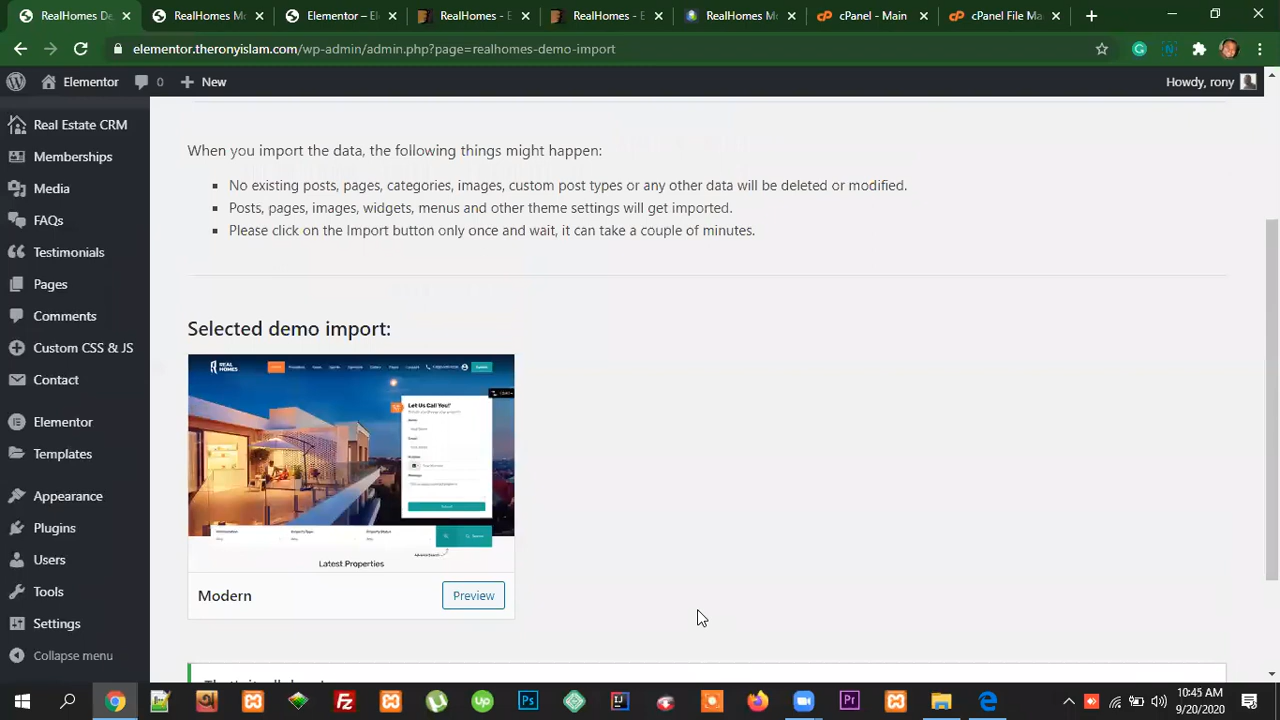 RealHomes De
RealHomes Mo
Elementor – 
RealHomes - E
RealHomes - E
RealHomes Mo
cPanel - Main
cPanel File Ma
elementor.theronyislam.com/wp-admin/admin.php?page=realhomes-demo-import
Elementor
0
New
Howdy, rony
Real Estate CRM
Memberships
Media
FAQs
Testimonials
Pages
Comments
Custom CSS & JS
Contact
Elementor
Templates
Appearance
Plugins
Users
Tools
Settings
Collapse menu
When you import the data, the following things might happen:
No existing posts, pages, categories, images, custom post types or any other data will be deleted or modified.
Posts, pages, images, widgets, menus and other theme settings will get imported.
Please click on the Import button only once and wait, it can take a couple of minutes.
Selected demo import:
REAL
HOMES
Let Us Call You!
Latest Properties
Modern
Preview
10:45 AM
9/20/2020